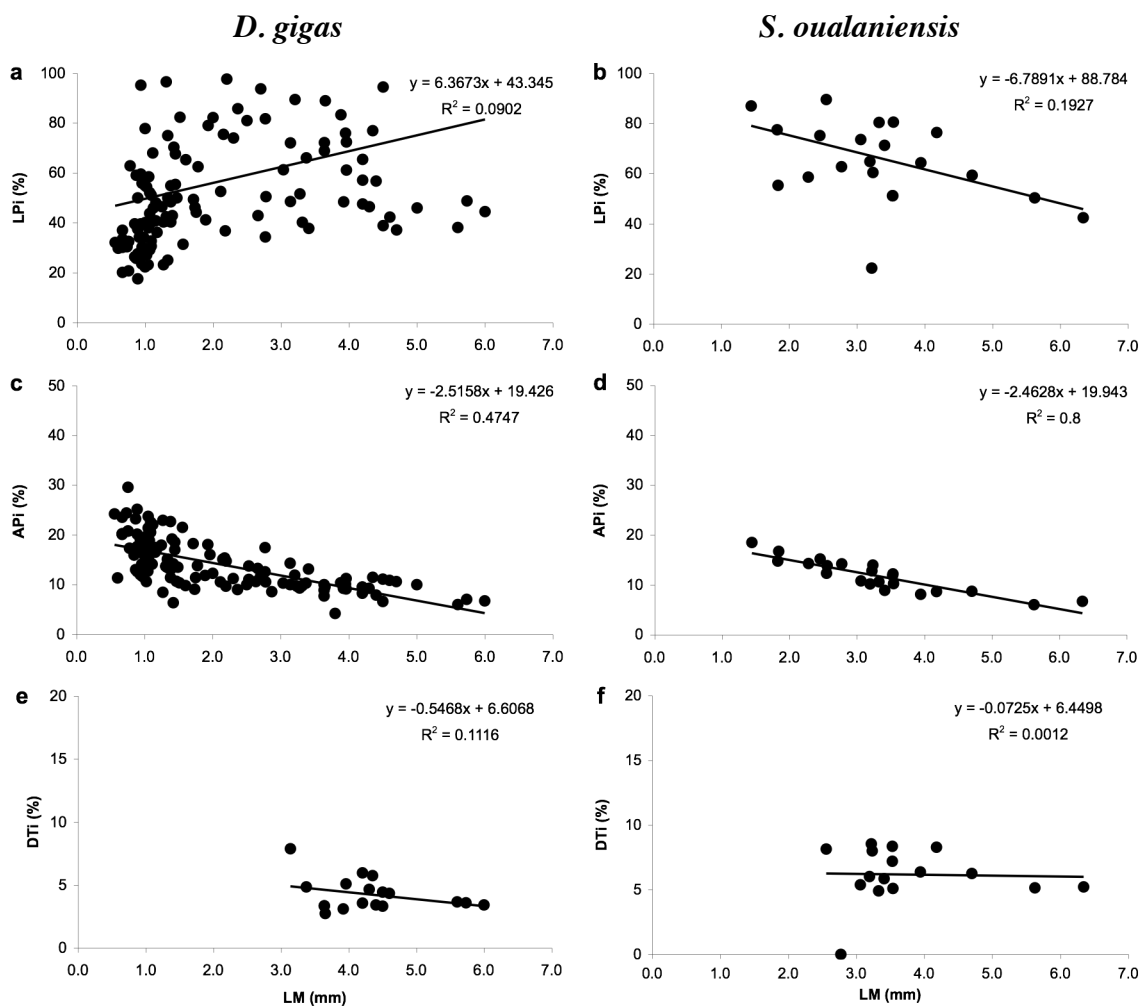 D. gigas
S. oualaniensis
a
y = 6.3673x + 43.345
R² = 0.0902
LPi (%)
100
80
60
40
20
0
0.0 1.0 2.0 3.0 4.0 5.0 6.0 7.0
b
y = -6.7891x + 88.784
R² = 0.1927
LPi (%)
100
80
60
40
20
0
0.0 1.0 2.0 3.0 4.0 5.0 6.0 7.0
c
y = -2.5158x + 19.426
R² = 0.4747
APi (%)
50
40
30
20
10
0
0.0 1.0 2.0 3.0 4.0 5.0 6.0 7.0
d
y = -2.4628x + 19.943
R² = 0.8
APi (%)
50
40
30
20
10
0
0.0 1.0 2.0 3.0 4.0 5.0 6.0 7.0
e
y = -0.5468x + 6.6068
R² = 0.1116
DTi (%)
20
15
10
5
0
0.0 1.0 2.0 3.0 4.0 5.0 6.0 7.0
LM (mm)
f
y = -0.0725x + 6.4498
R² = 0.0012
DTi (%)
20
15
10
5
0
0.0 1.0 2.0 3.0 4.0 5.0 6.0 7.0
LM (mm)